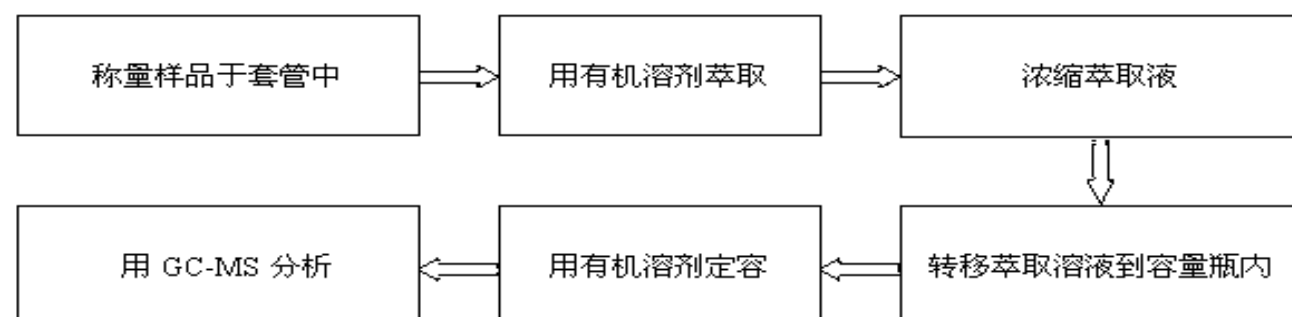 称量样品于套管中
用有机溶剂萃取
浓缩萃取液
转移萃取溶液到容量瓶内
用有机溶剂定容
用 GC-MS 分析